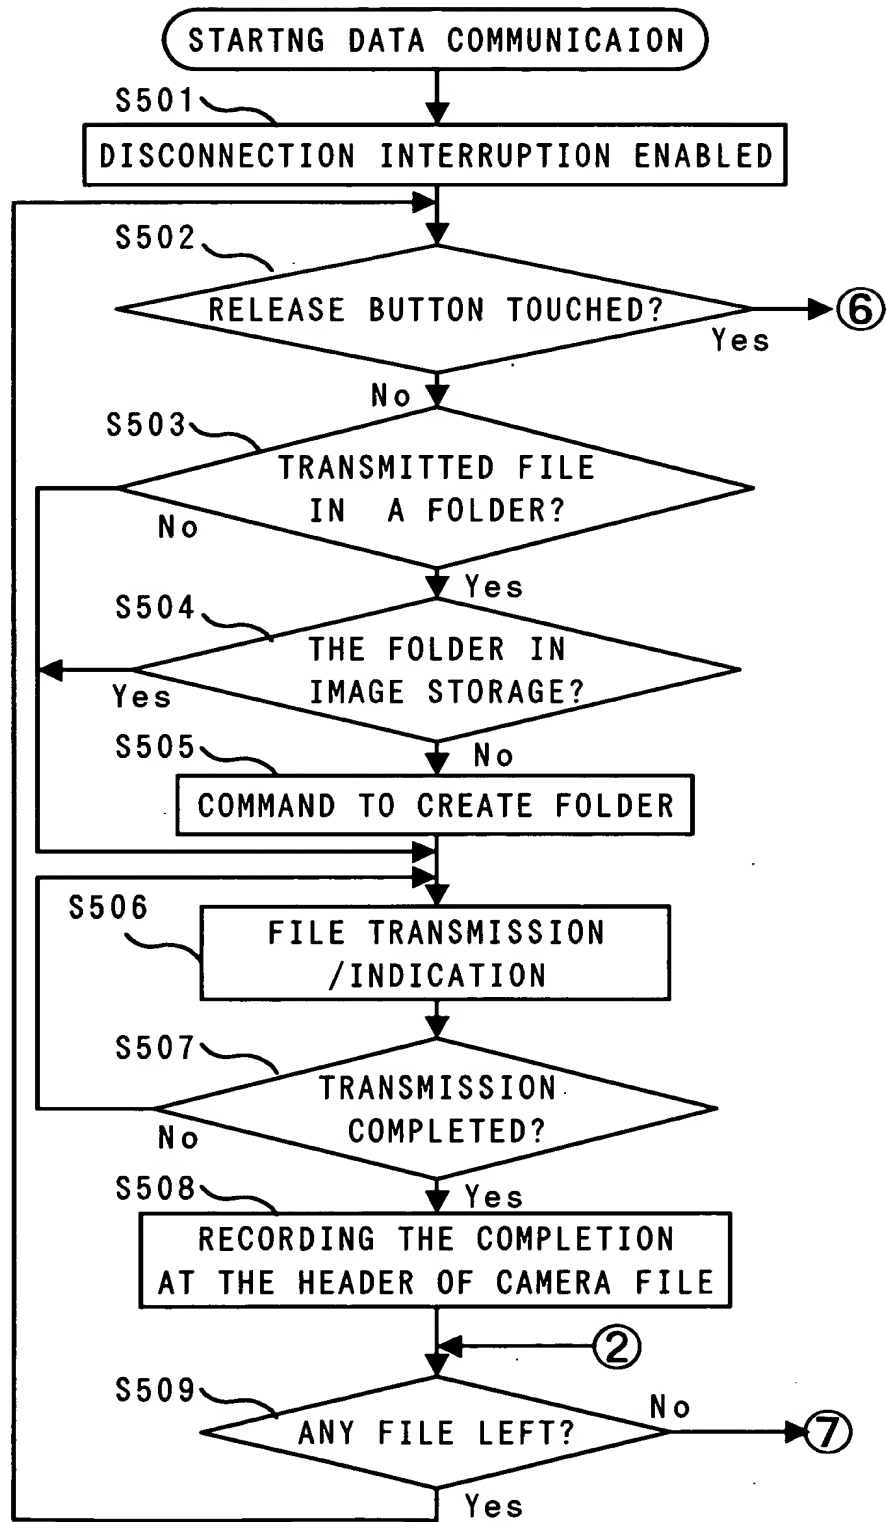 STARTNG DATA COMMUNICAION
S501
DISCONNECTION INTERRUPTION ENABLED
S502
RELEASE BUTTON TOUCHED?
⑥
Yes
No
S503
TRANSMITTED FILE
IN A FOLDER?
No
Yes
S504
THE FOLDER IN
IMAGE STORAGE?
Yes
No
S505
COMMAND TO CREATE FOLDER
S506
FILE TRANSMISSION
/INDICATION
S507
TRANSMISSION
COMPLETED?
No
Yes
S508
RECORDING THE COMPLETION
AT THE HEADER OF CAMERA FILE
②
S509
ANY FILE LEFT?
No
⑦
Yes